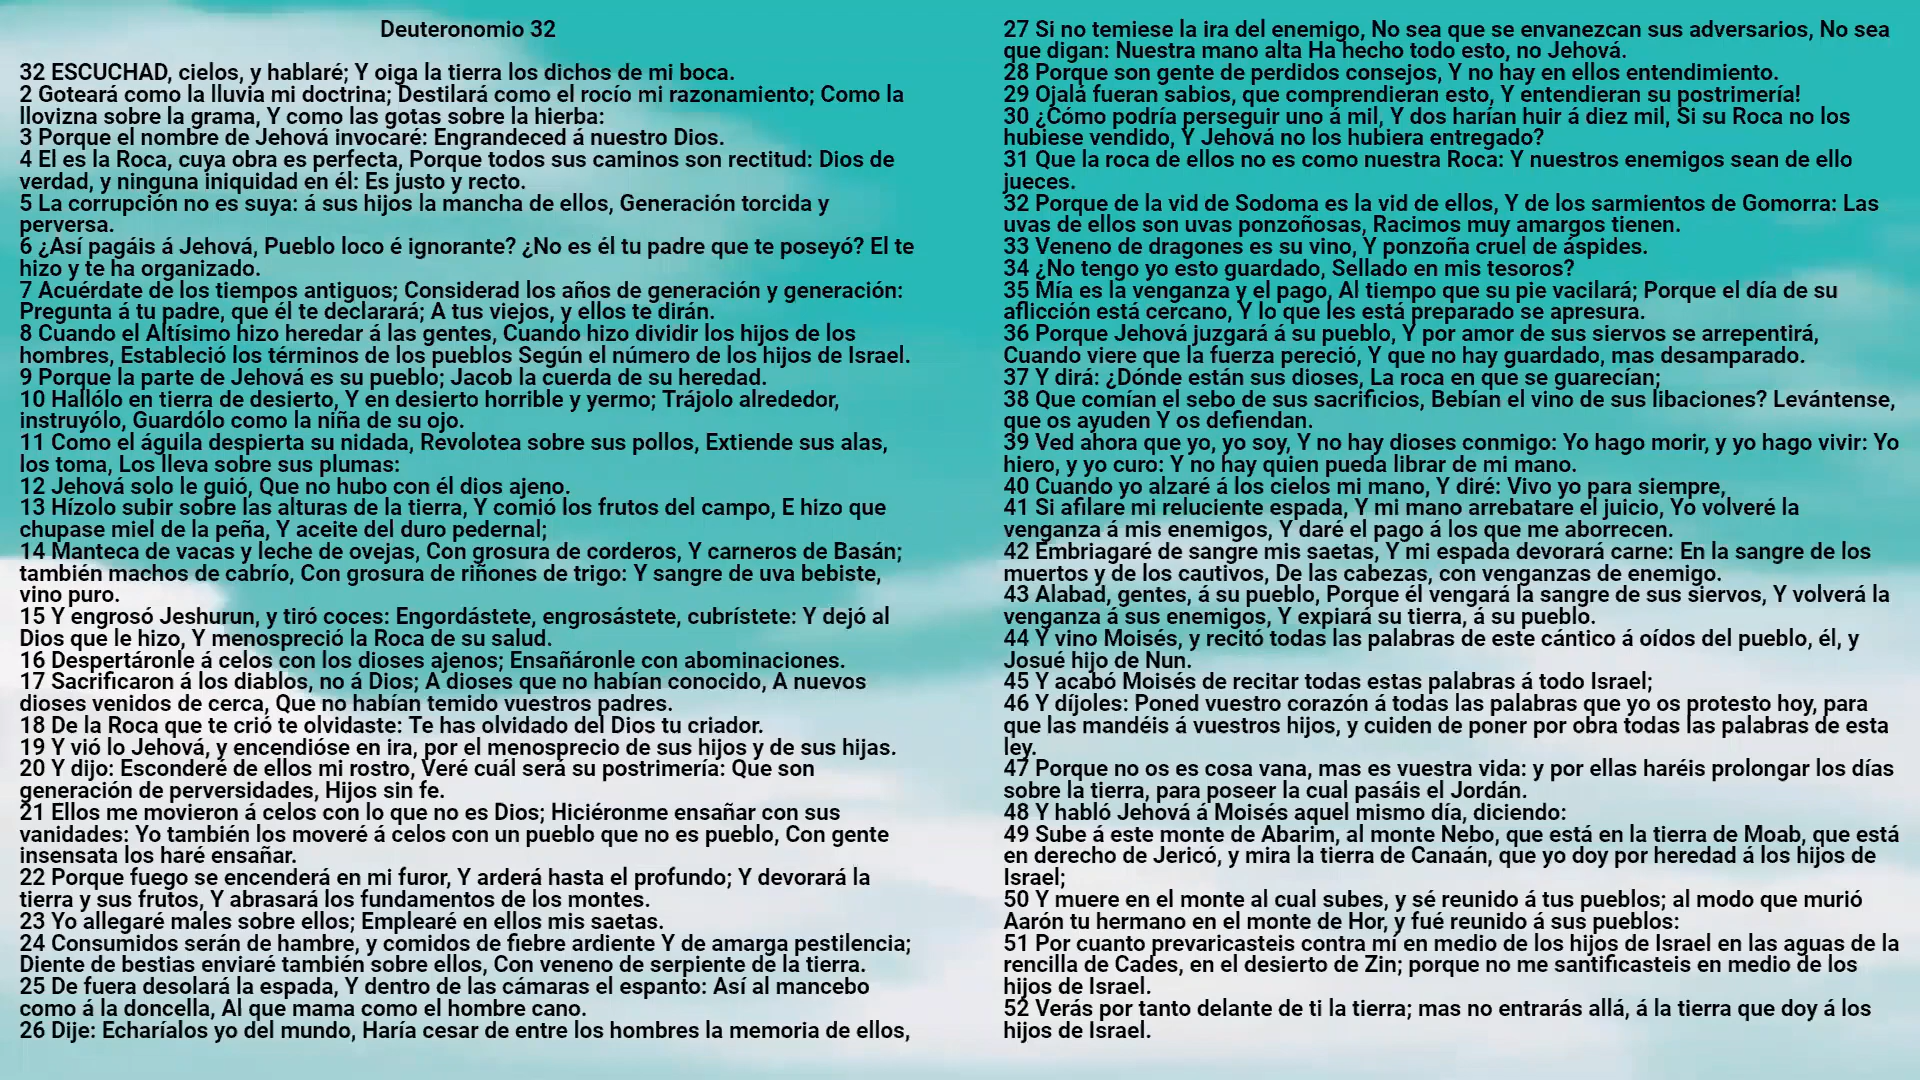 Deuteronomio 32
32 ESCUCHAD, cielos, y hablaré; Y oiga la tierra los dichos de mi boca.
2 Goteará como la lluvia mi doctrina; Destilará como el rocío mi razonamiento; Como la
llovizna sobre la grama, Y como las gotas sobre la hierba:
3 Porque el nombre de Jehová invocaré: Engrandeced á nuestro Dios.
4 El es la Roca, cuya obra es perfecta, Porque todos sus caminos son rectitud: Dios de
verdad, y ninguna iniquidad en él: Es justo y recto.
5 La corrupción no es suya: á sus hijos la mancha de ellos, Generación torcida y
perversa.
6 ¿Así pagáis á Jehová, Pueblo loco é ignorante? ¿No es él tu padre que te poseyó? El te
hizo y te ha organizado.
7 Acuérdate de los tiempos antiguos; Considerad los años de generación y generación:
Pregunta á tu padre, que él te declarará; A tus viejos, y ellos te dirán.
8 Cuando el Altísimo hizo heredar á las gentes, Cuando hizo dividir los hijos de los
hombres, Estableció los términos de los pueblos Según el número de los hijos de Israel.
9 Porque la parte de Jehová es su pueblo; Jacob la cuerda de su heredad.
10 Hallólo en tierra de desierto, Y en desierto horrible y yermo; Trájolo alrededor,
instruyólo, Guardólo como la niña de su ojo.
11 Como el águila despierta su nidada, Revolotea sobre sus pollos, Extiende sus alas,
los toma, Los lleva sobre sus plumas:
12 Jehová solo le guió, Que no hubo con él dios ajeno.
13 Hízolo subir sobre las alturas de la tierra, Y comió los frutos del campo, E hizo que
chupase miel de la peña, Y aceite del duro pedernal;
14 Manteca de vacas y leche de ovejas, Con grosura de corderos, Y carneros de Basán;
también machos de cabrío, Con grosura de riñones de trigo: Y sangre de uva bebiste,
vino puro.
15 Y engrosó Jeshurun, y tiró coces: Engordástete, engrosástete, cubrístete: Y dejó al
Dios que le hizo, Y menospreció la Roca de su salud.
16 Despertáronle á celos con los dioses ajenos; Ensañáronle con abominaciones.
17 Sacrificaron á los diablos, no á Dios; A dioses que no habían conocido, A nuevos
dioses venidos de cerca, Que no habían temido vuestros padres.
18 De la Roca que te crió te olvidaste: Te has olvidado del Dios tu criador.
19 Y vió lo Jehová, y encendióse en ira, por el menosprecio de sus hijos y de sus hijas.
20 Y dijo: Esconderé de ellos mi rostro, Veré cuál será su postrimería: Que son
generación de perversidades, Hijos sin fe.
21 Ellos me movieron á celos con lo que no es Dios; Hiciéronme ensañar con sus
vanidades: Yo también los moveré á celos con un pueblo que no es pueblo, Con gente
insensata los haré ensañar.
22 Porque fuego se encenderá en mi furor, Y arderá hasta el profundo; Y devorará la
tierra y sus frutos, Y abrasará los fundamentos de los montes.
23 Yo allegaré males sobre ellos; Emplearé en ellos mis saetas.
24 Consumidos serán de hambre, y comidos de fiebre ardiente Y de amarga pestilencia;
Diente de bestias enviaré también sobre ellos, Con veneno de serpiente de la tierra.
25 De fuera desolará la espada, Y dentro de las cámaras el espanto: Así al mancebo
como á la doncella, Al que mama como el hombre cano.
26 Dije: Echaríalos yo del mundo, Haría cesar de entre los hombres la memoria de ellos,
27 Si no temiese la ira del enemigo, No sea que se envanezcan sus adversarios, No sea
que digan: Nuestra mano alta Ha hecho todo esto, no Jehová.
28 Porque son gente de perdidos consejos, Y no hay en ellos entendimiento.
29 Ojalá fueran sabios, que comprendieran esto, Y entendieran su postrimería!
30 ¿Cómo podría perseguir uno á mil, Y dos harían huir á diez mil, Si su Roca no los
hubiese vendido, Y Jehová no los hubiera entregado?
31 Que la roca de ellos no es como nuestra Roca: Y nuestros enemigos sean de ello
jueces.
32 Porque de la vid de Sodoma es la vid de ellos, Y de los sarmientos de Gomorra: Las
uvas de ellos son uvas ponzoñosas, Racimos muy amargos tienen.
33 Veneno de dragones es su vino, Y ponzoña cruel de áspides.
34 ¿No tengo yo esto guardado, Sellado en mis tesoros?
35 Mía es la venganza y el pago, Al tiempo que su pie vacilará; Porque el día de su
aflicción está cercano, Y lo que les está preparado se apresura.
36 Porque Jehová juzgará á su pueblo, Y por amor de sus siervos se arrepentirá,
Cuando viere que la fuerza pereció, Y que no hay guardado, mas desamparado.
37 Y dirá: ¿Dónde están sus dioses, La roca en que se guarecían;
38 Que comían el sebo de sus sacrificios, Bebían el vino de sus libaciones? Levántense,
que os ayuden Y os defiendan.
39 Ved ahora que yo, yo soy, Y no hay dioses conmigo: Yo hago morir, y yo hago vivir: Yo
hiero, y yo curo: Y no hay quien pueda librar de mi mano.
40 Cuando yo alzaré á los cielos mi mano, Y diré: Vivo yo para siempre,
41 Si afilare mi reluciente espada, Y mi mano arrebatare el juicio, Yo volveré la
venganza á mis enemigos, Y daré el pago á los que me aborrecen.
42 Embriagaré de sangre mis saetas, Y mi espada devorará carne: En la sangre de los
muertos y de los cautivos, De las cabezas, con venganzas de enemigo.
43 Alabad, gentes, á su pueblo, Porque él vengará la sangre de sus siervos, Y volverá la
venganza á sus enemigos, Y expiará su tierra, á su pueblo.
44 Y vino Moisés, y recitó todas las palabras de este cántico á oídos del pueblo, él, y
Josué hijo de Nun.
45 Y acabó Moisés de recitar todas estas palabras á todo Israel;
46 Y díjoles: Poned vuestro corazón á todas las palabras que yo os protesto hoy, para
que las mandéis á vuestros hijos, y cuiden de poner por obra todas las palabras de esta
ley.
47 Porque no os es cosa vana, mas es vuestra vida: y por ellas haréis prolongar los días
sobre la tierra, para poseer la cual pasáis el Jordán.
48 Y habló Jehová á Moisés aquel mismo día, diciendo:
49 Sube á este monte de Abarim, al monte Nebo, que está en la tierra de Moab, que está
en derecho de Jericó, y mira la tierra de Canaán, que yo doy por heredad á los hijos de
Israel;
50 Y muere en el monte al cual subes, y sé reunido á tus pueblos; al modo que murió
Aarón tu hermano en el monte de Hor, y fué reunido á sus pueblos:
51 Por cuanto prevaricasteis contra mí en medio de los hijos de Israel en las aguas de la
rencilla de Cades, en el desierto de Zin; porque no me santificasteis en medio de los
hijos de Israel.
52 Verás por tanto delante de ti la tierra; mas no entrarás allá, á la tierra que doy á los
hijos de Israel.